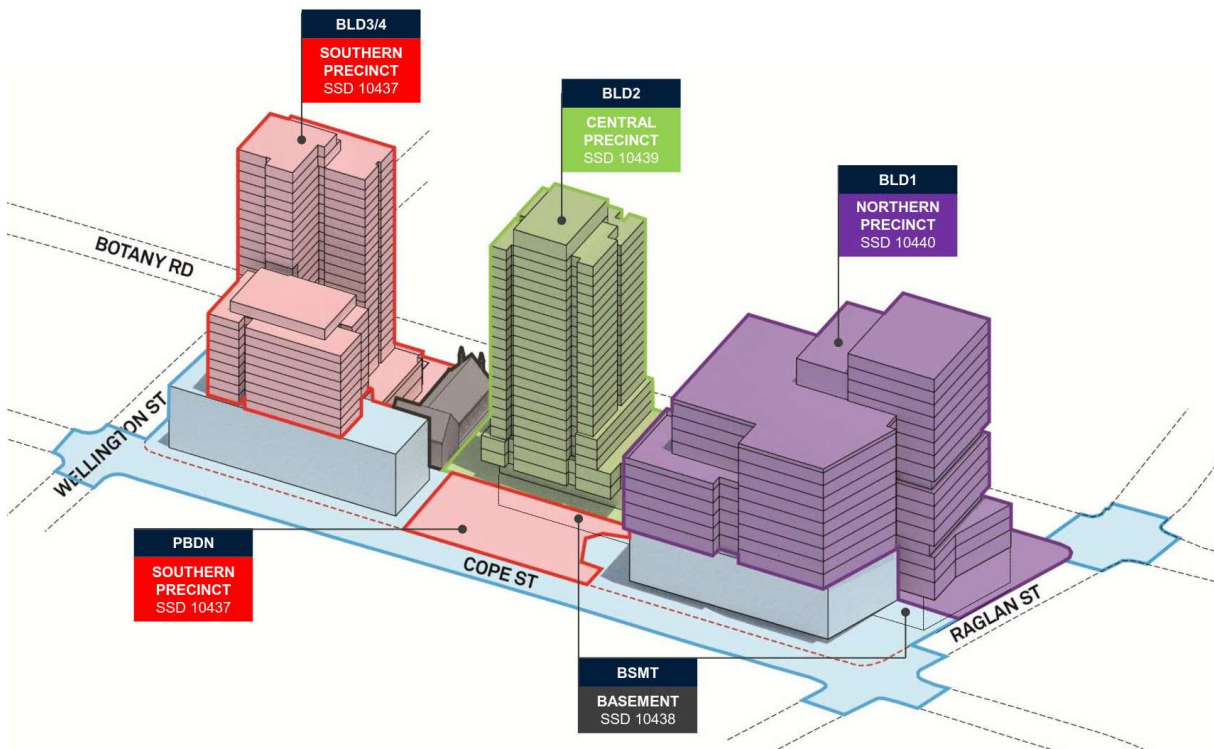 BLD3/4
SOUTHERN
PRECINCT
SSD 10437
BLD2
CENTRAL
PRECINCT
SSD 10439
BLD1
NORTHERN
PRECINCT
SSD 10440
BOTANY RD
WELLINGTON ST
PBDN
SOUTHERN
PRECINCT
SSD 10437
COPE ST
RAGLAN ST
BSMT
BASEMENT
SSD 10438